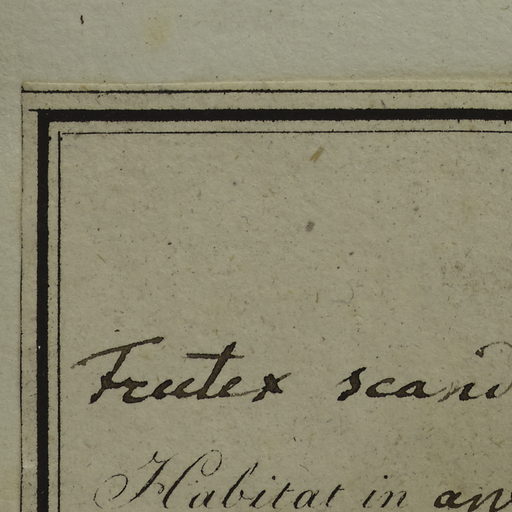 Frutex scand
Habitat in